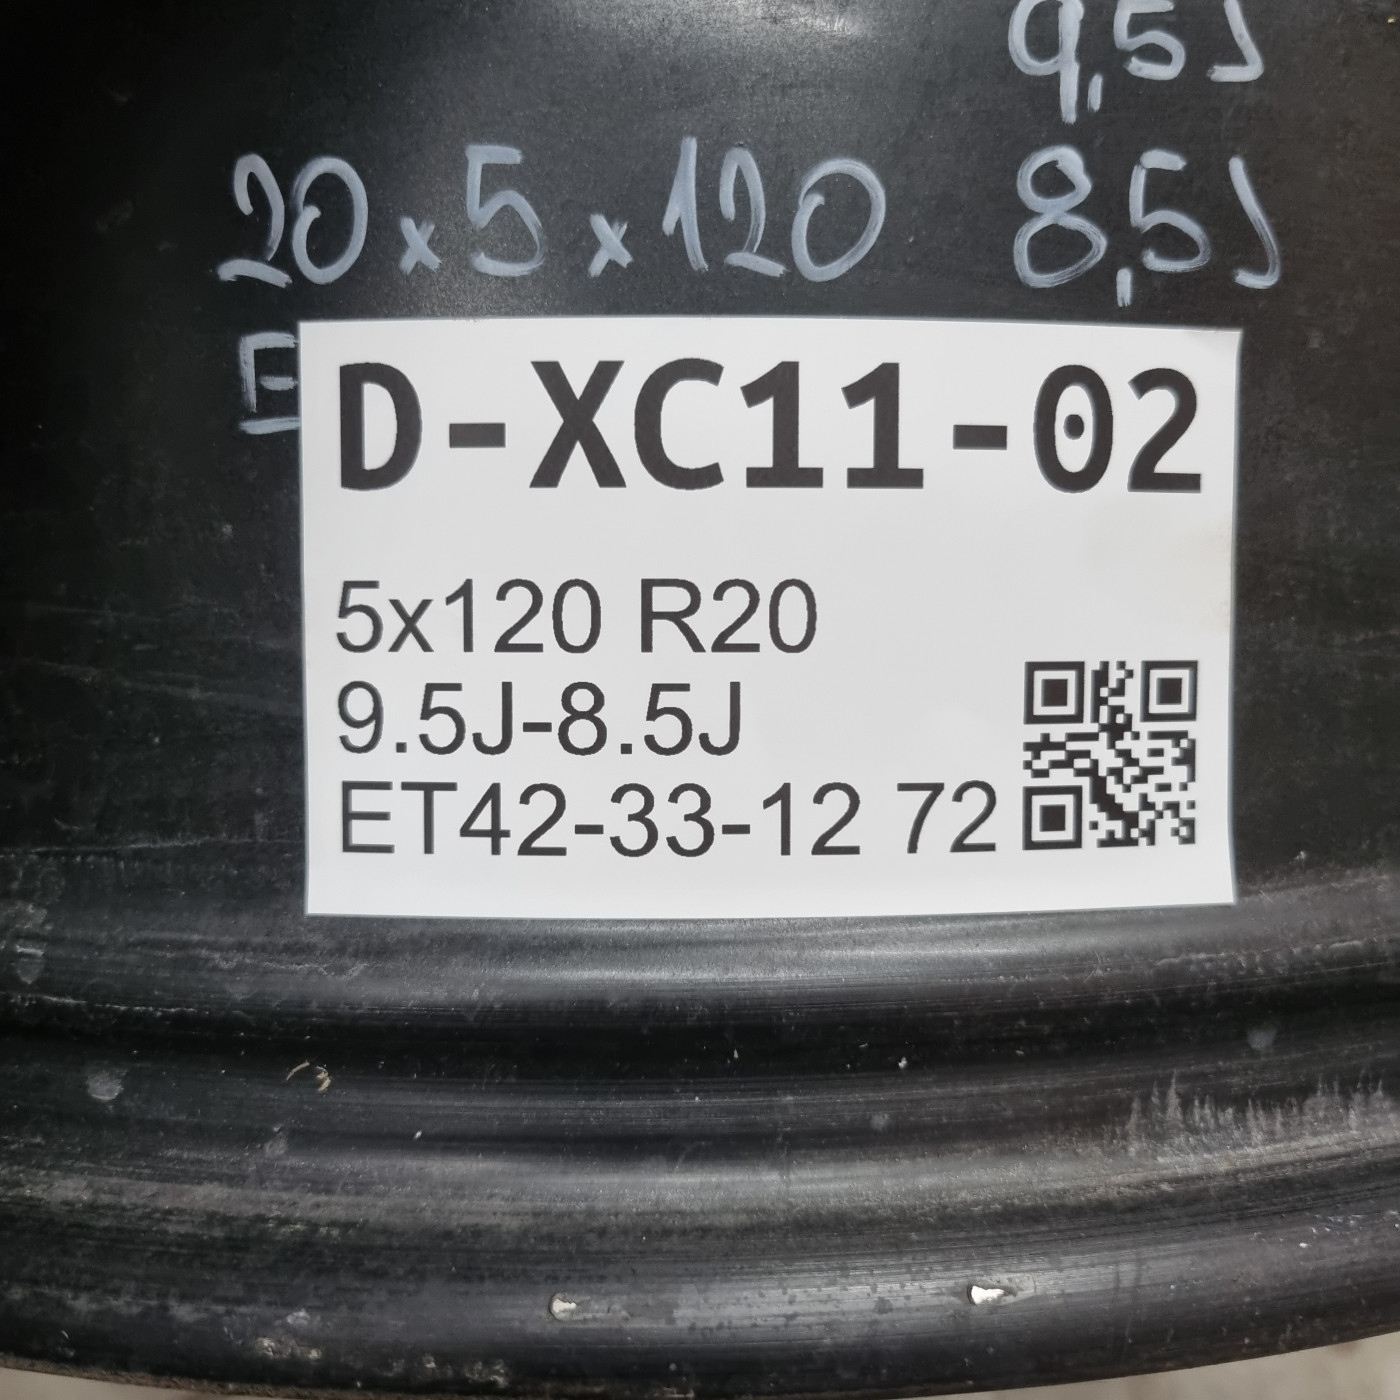 9,5J
20x5x120 8,5J
E
D-XC11-02
5x120 R20
9.5J-8.5J
ET42-33-12 72